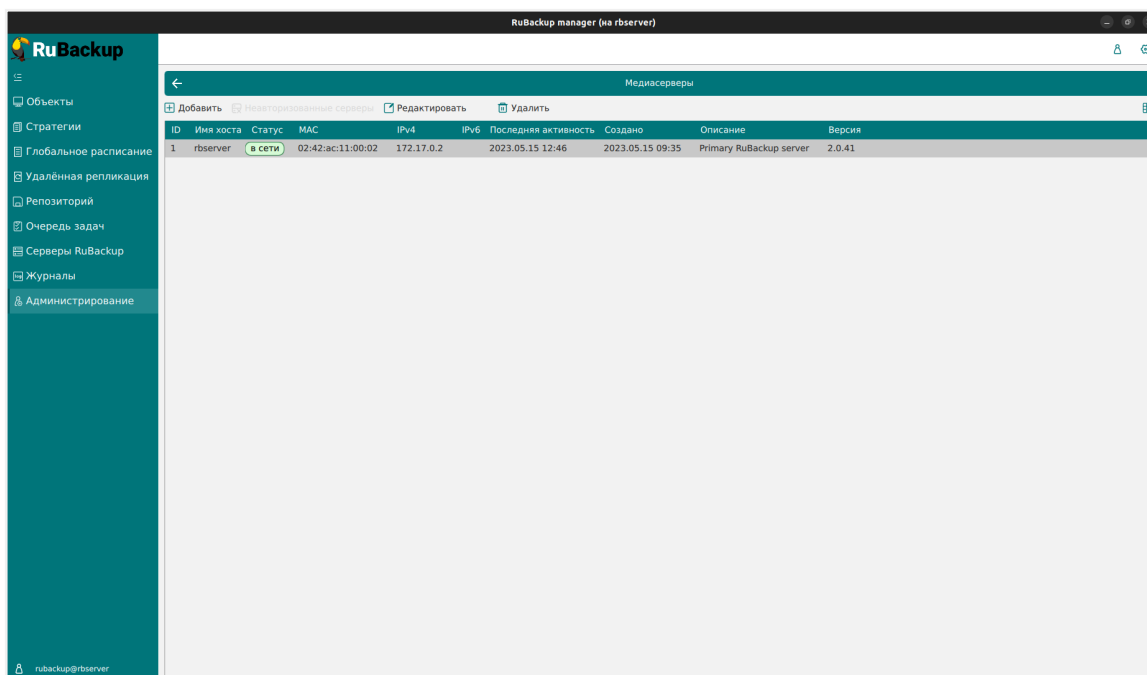 RuBackup manager (на rbserver)
RuBackup
Медиасерверы
Объекты
Стратегии
Глобальное расписание
Удалённая репликация
Репозиторий
Очередь задач
Серверы RuBackup
Журналы
Администрирование
Добавить Неавторизованные серверы Редактировать Удалить
ID Имя хоста Статус MAC IPv4 IPv6 Последняя активность Создано Описание Версия
1 rbserver в сети 02:42:ac:11:00:02 172.17.0.2 2023.05.15 12:46 2023.05.15 09:35 Primary RuBackup server 2.0.41
rubackup@rbserver